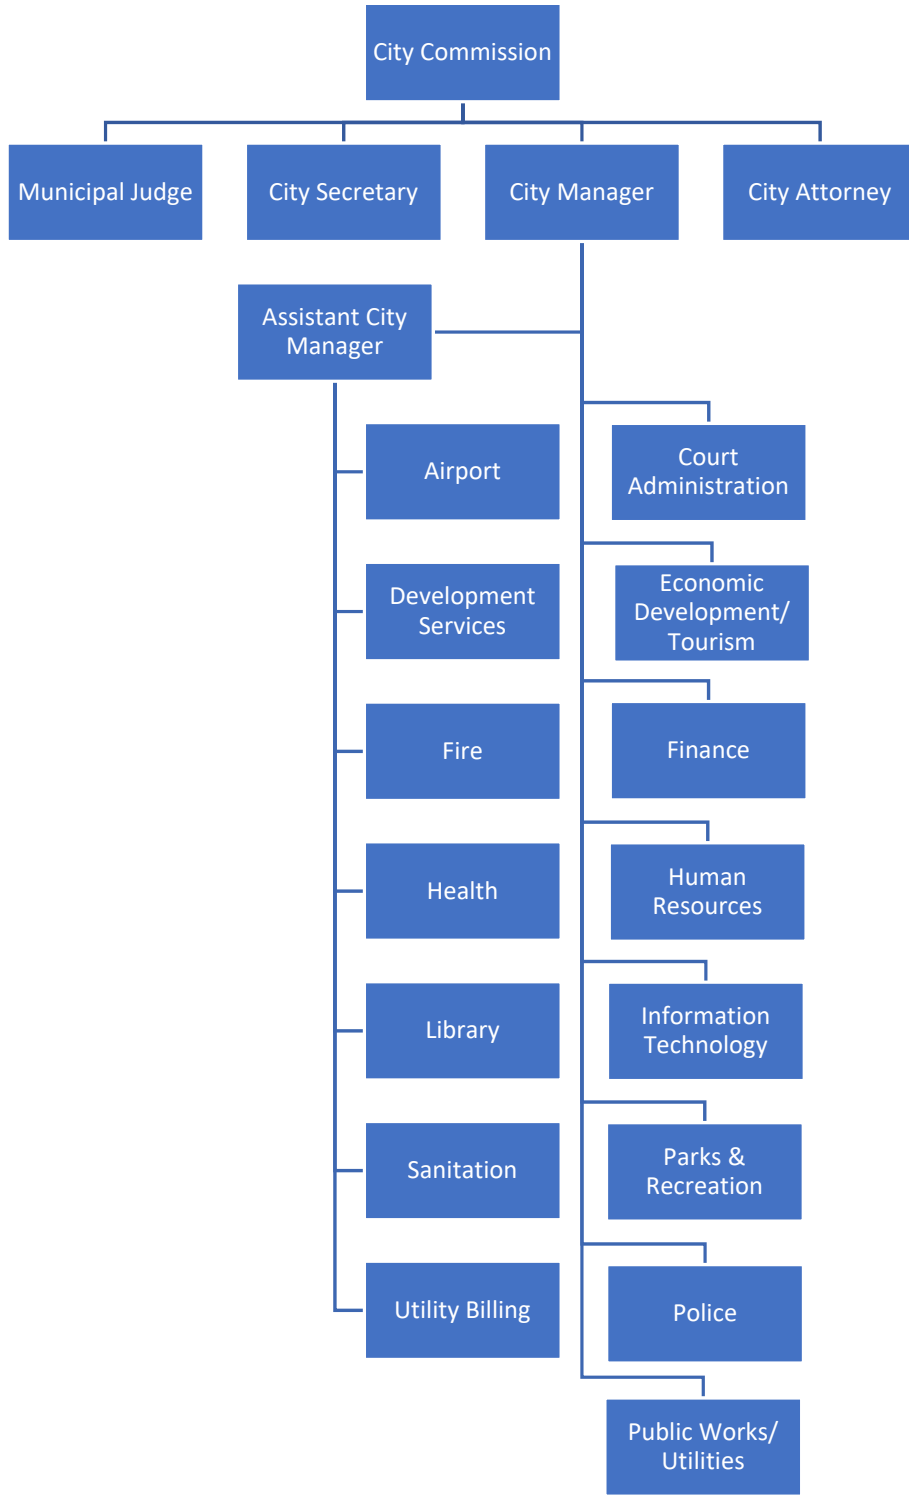 City Commission
Municipal Judge
City Secretary
City Manager
City Attorney
Assistant City
Manager
Airport
Development
Services
Fire
Health
Library
Sanitation
Utility Billing
Court
Administration
Economic
Development/
Tourism
Finance
Human
Resources
Information
Technology
Parks &
Recreation
Police
Public Works/
Utilities